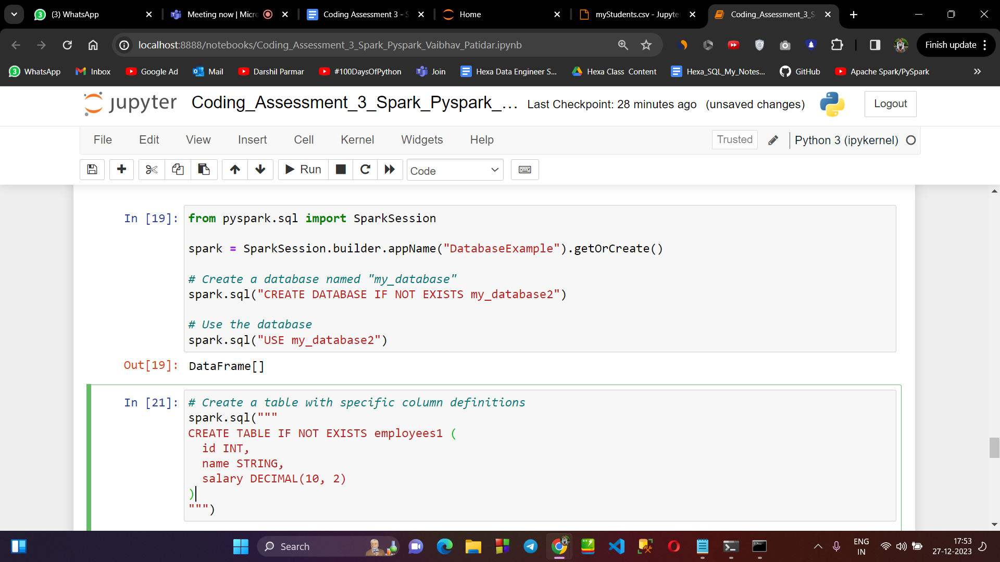 (3) WhatsApp
Meeting now | Micro
Coding Assessment 3 - S
Home
myStudents.csv - Jupyte
Coding_Assessment_3_S
localhost:8888/notebooks/Coding_Assessment_3_Spark_Pyspark_Vaibhav_Patidar.ipynb
Finish update
3 WhatsApp
Inbox
Google Ad
Mail
Darshil Parmar
#100DaysOfPython
Join
Hexa Data Engineer S...
Hexa Class Content
Hexa_SQL_My_Notes...
GitHub
Apache Spark/PySpark
jupyter
Coding_Assessment_3_Spark_Pyspark_...
Last Checkpoint: 28 minutes ago
(unsaved changes)
Logout
File
Edit
View
Insert
Cell
Kernel
Widgets
Help
Trusted
Python 3 (ipykernel)
Run
Code
In [19]:
from pyspark.sql import SparkSession
spark = SparkSession.builder.appName("DatabaseExample").getOrCreate()
# Create a database named "my_database"
spark.sql("CREATE DATABASE IF NOT EXISTS my_database2")
# Use the database
spark.sql("USE my_database2")
Out[19]: DataFrame[]
In [21]:
# Create a table with specific column definitions
spark.sql("""
CREATE TABLE IF NOT EXISTS employees1 (
id INT,
name STRING,
salary DECIMAL(10, 2)
)
""")
Search
ENG
IN
17:53
27-12-2023